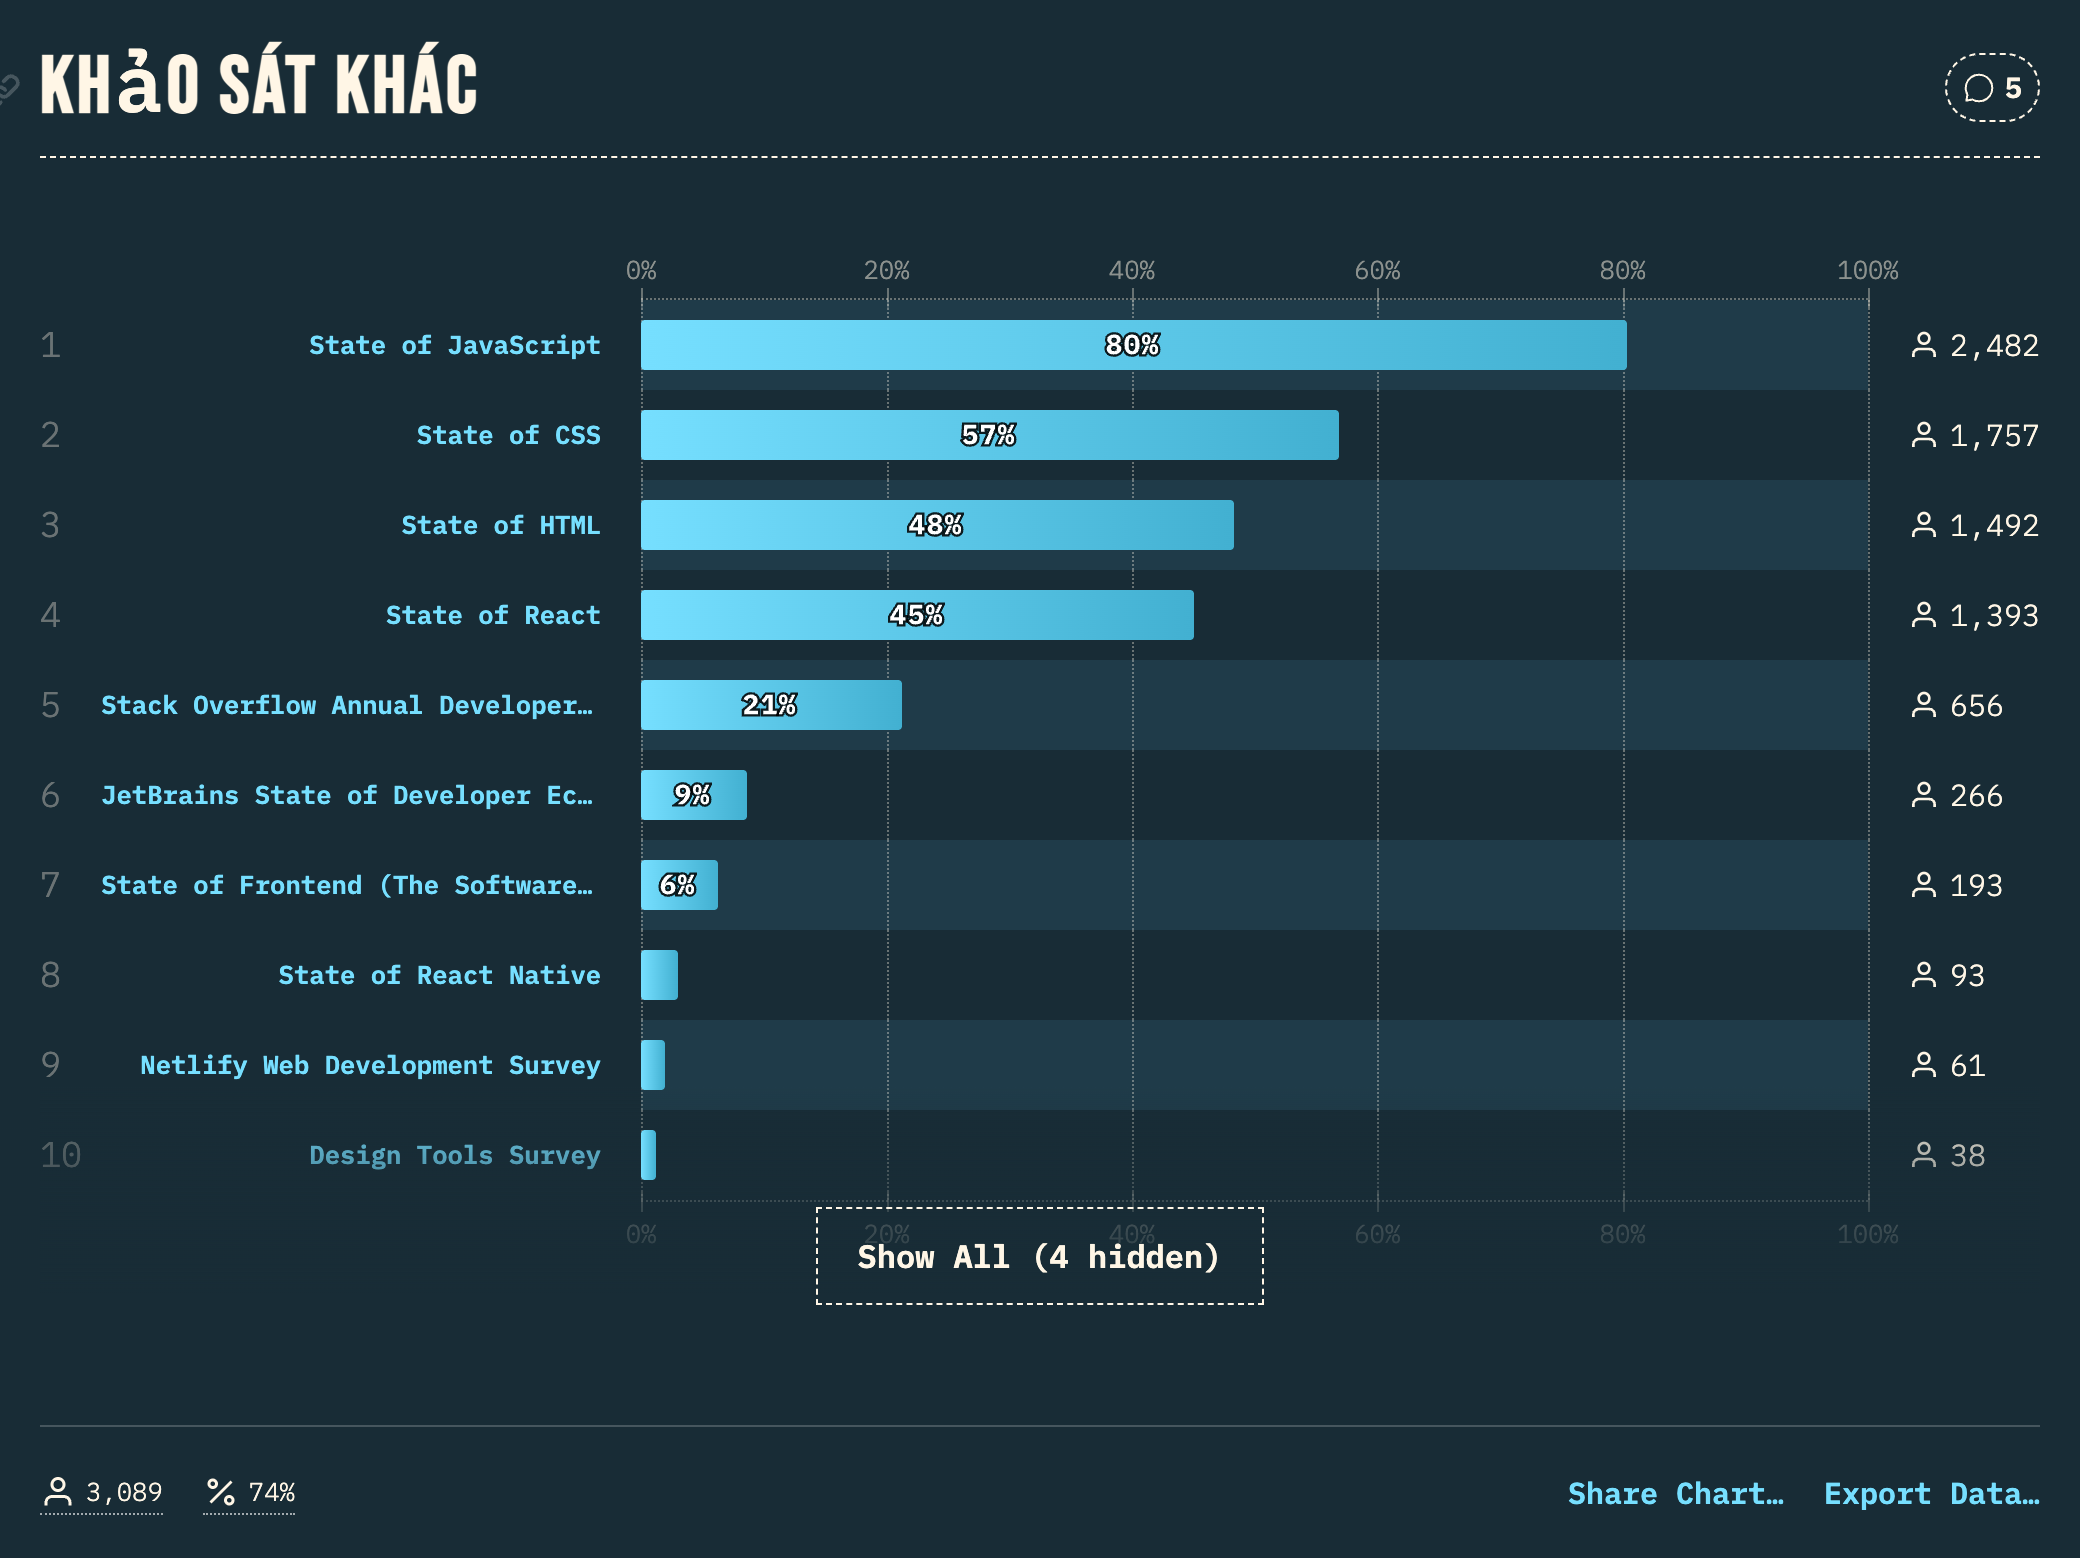 KHảO SÁT KHÁC
5
0% 20% 40% 60% 80% 100%
1 State of JavaScript 80% 2,482
2 State of CSS 57% 1,757
3 State of HTML 48% 1,492
4 State of React 45% 1,393
5 Stack Overflow Annual Developer… 21% 656
6 JetBrains State of Developer Ec… 9% 266
7 State of Frontend (The Software… 6% 193
8 State of React Native 93
9 Netlify Web Development Survey 61
10 Design Tools Survey 38
0% 20% 40% 60% 80% 100%
Show All (4 hidden)
3,089 74% Share Chart… Export Data…